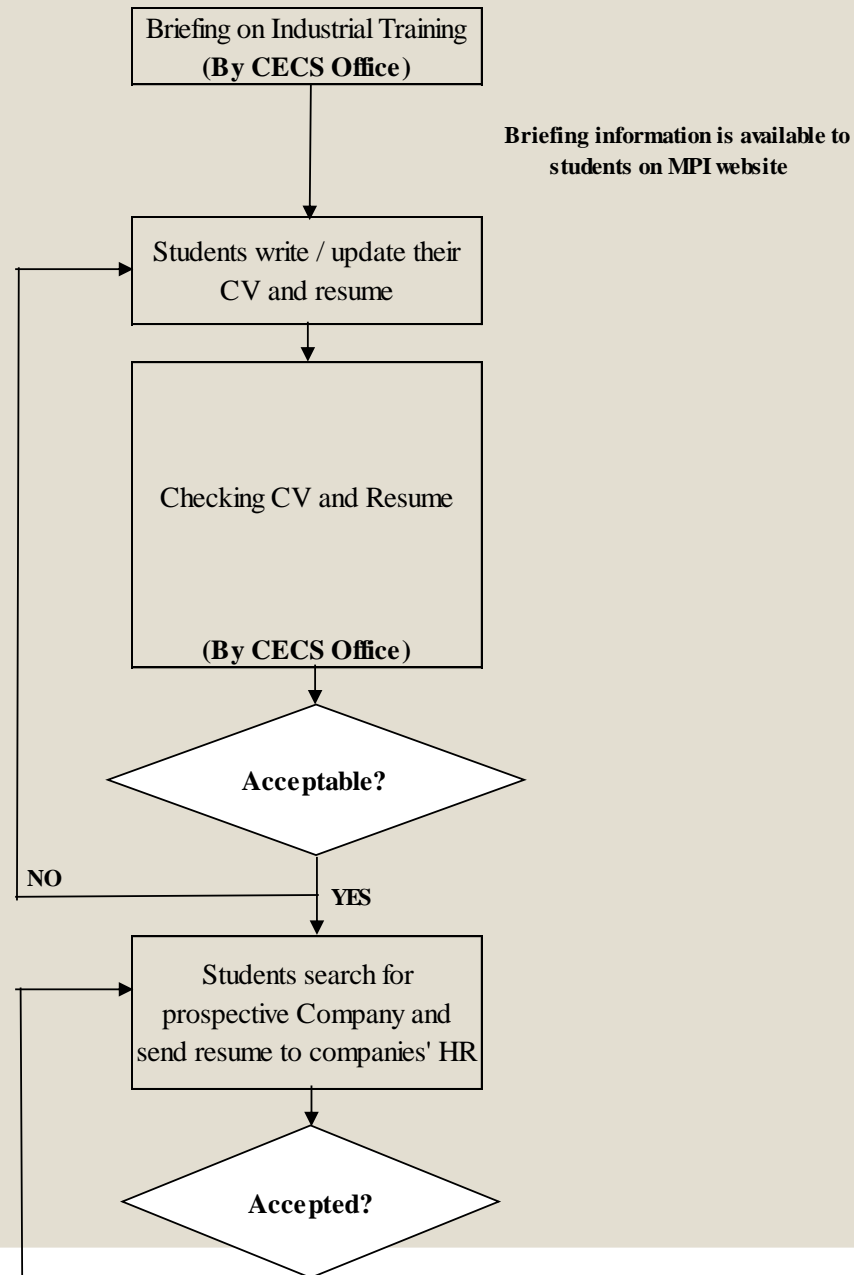 Briefing on Industrial Training
(By CECS Office)
Briefing information is available to
students on MPI website
Students write / update their
CV and resume
Checking CV and Resume
(By CECS Office)
Acceptable?
NO
YES
Students search for
prospective Company and
send resume to companies' HR
Accepted?